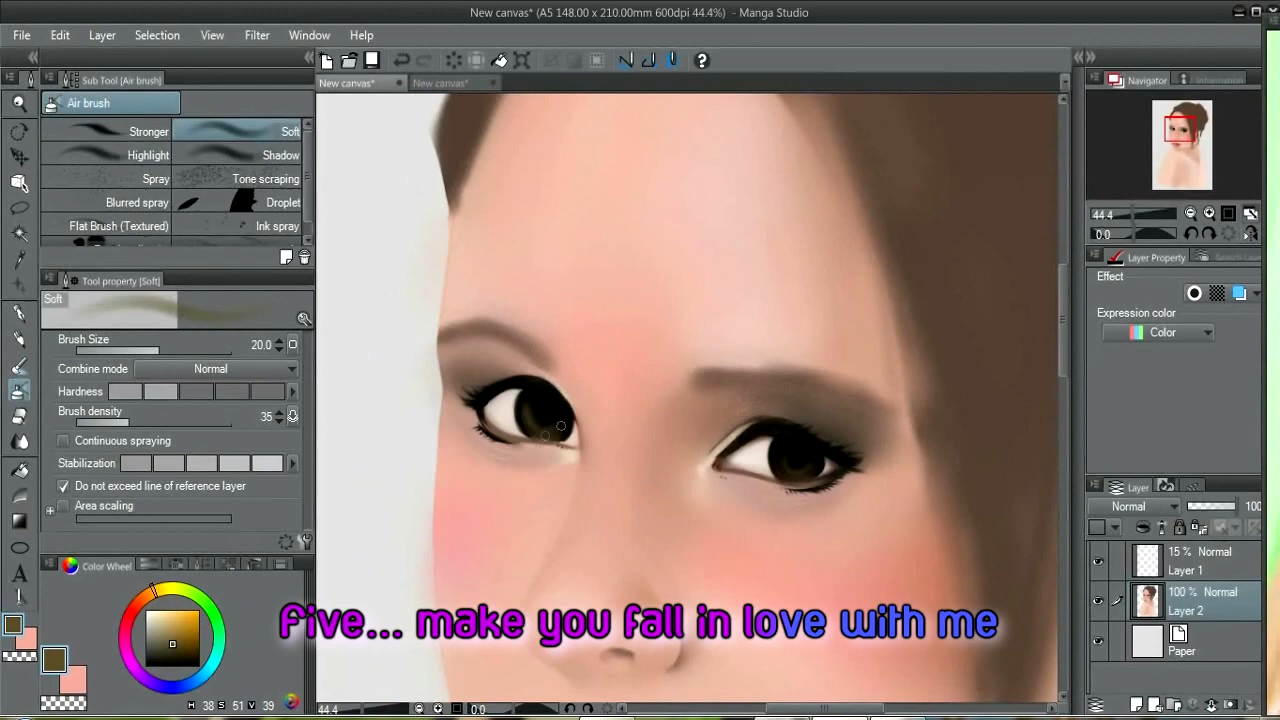 New canvas* (A5 148.00 x 210.00mm 600dpi 44.4%) - Manga Studio
File Edit Layer Selection View Filter Window Help
Sub Tool [Air brush]
New canvas* New canvas*
Navigator Information
Air brush
Stronger Soft
Highlight Shadow
Spray Tone scraping
Blurred spray Droplet
Flat Brush (Textured) Ink spray
44.4
0.0
Layer Property
Tool property [Soft]
Effect
Soft
Expression color
Color
Brush Size 20.0
Combine mode Normal
Hardness
Brush density 35
Continuous spraying
Stabilization
Do not exceed line of reference layer
Area scaling
Layer
Normal 100
15 % Normal
Layer 1
100 % Normal
Layer 2
Paper
Color Wheel
five... make you fall in love with me
H 38 S 51 V 39
44.4 0.0